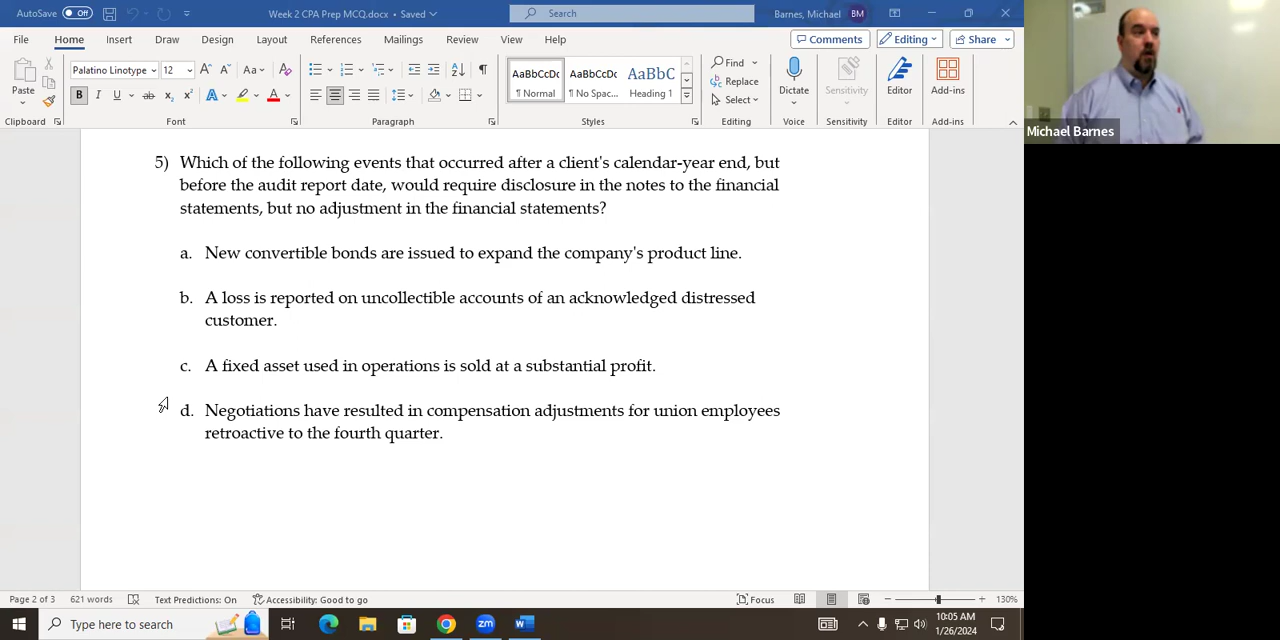 AutoSave Off Week 2 CPA Prep MCQ.docx • Saved Search Barnes, Michael BM
File Home Insert Draw Design Layout References Mailings Review View Help Comments Editing Share
Palatino Linotype 12 A A Aa A AaBbCcDc AaBbCcDc AaBbC Find
Paste Replace Dictate Sensitivity Editor Add-ins
B I U ab x₂ x² A A ¶ Normal ¶ No Spac... Heading 1 Select
Clipboard Font Paragraph Styles Editing Voice Sensitivity Editor Add-ins
Michael Barnes
5) Which of the following events that occurred after a client's calendar-year end, but
before the audit report date, would require disclosure in the notes to the financial
statements, but no adjustment in the financial statements?
a. New convertible bonds are issued to expand the company's product line.
b. A loss is reported on uncollectible accounts of an acknowledged distressed
customer.
c. A fixed asset used in operations is sold at a substantial profit.
d. Negotiations have resulted in compensation adjustments for union employees
retroactive to the fourth quarter.
Page 2 of 3 621 words Text Predictions: On Accessibility: Good to go Focus 130%
Type here to search zm W 10:05 AM
1/26/2024